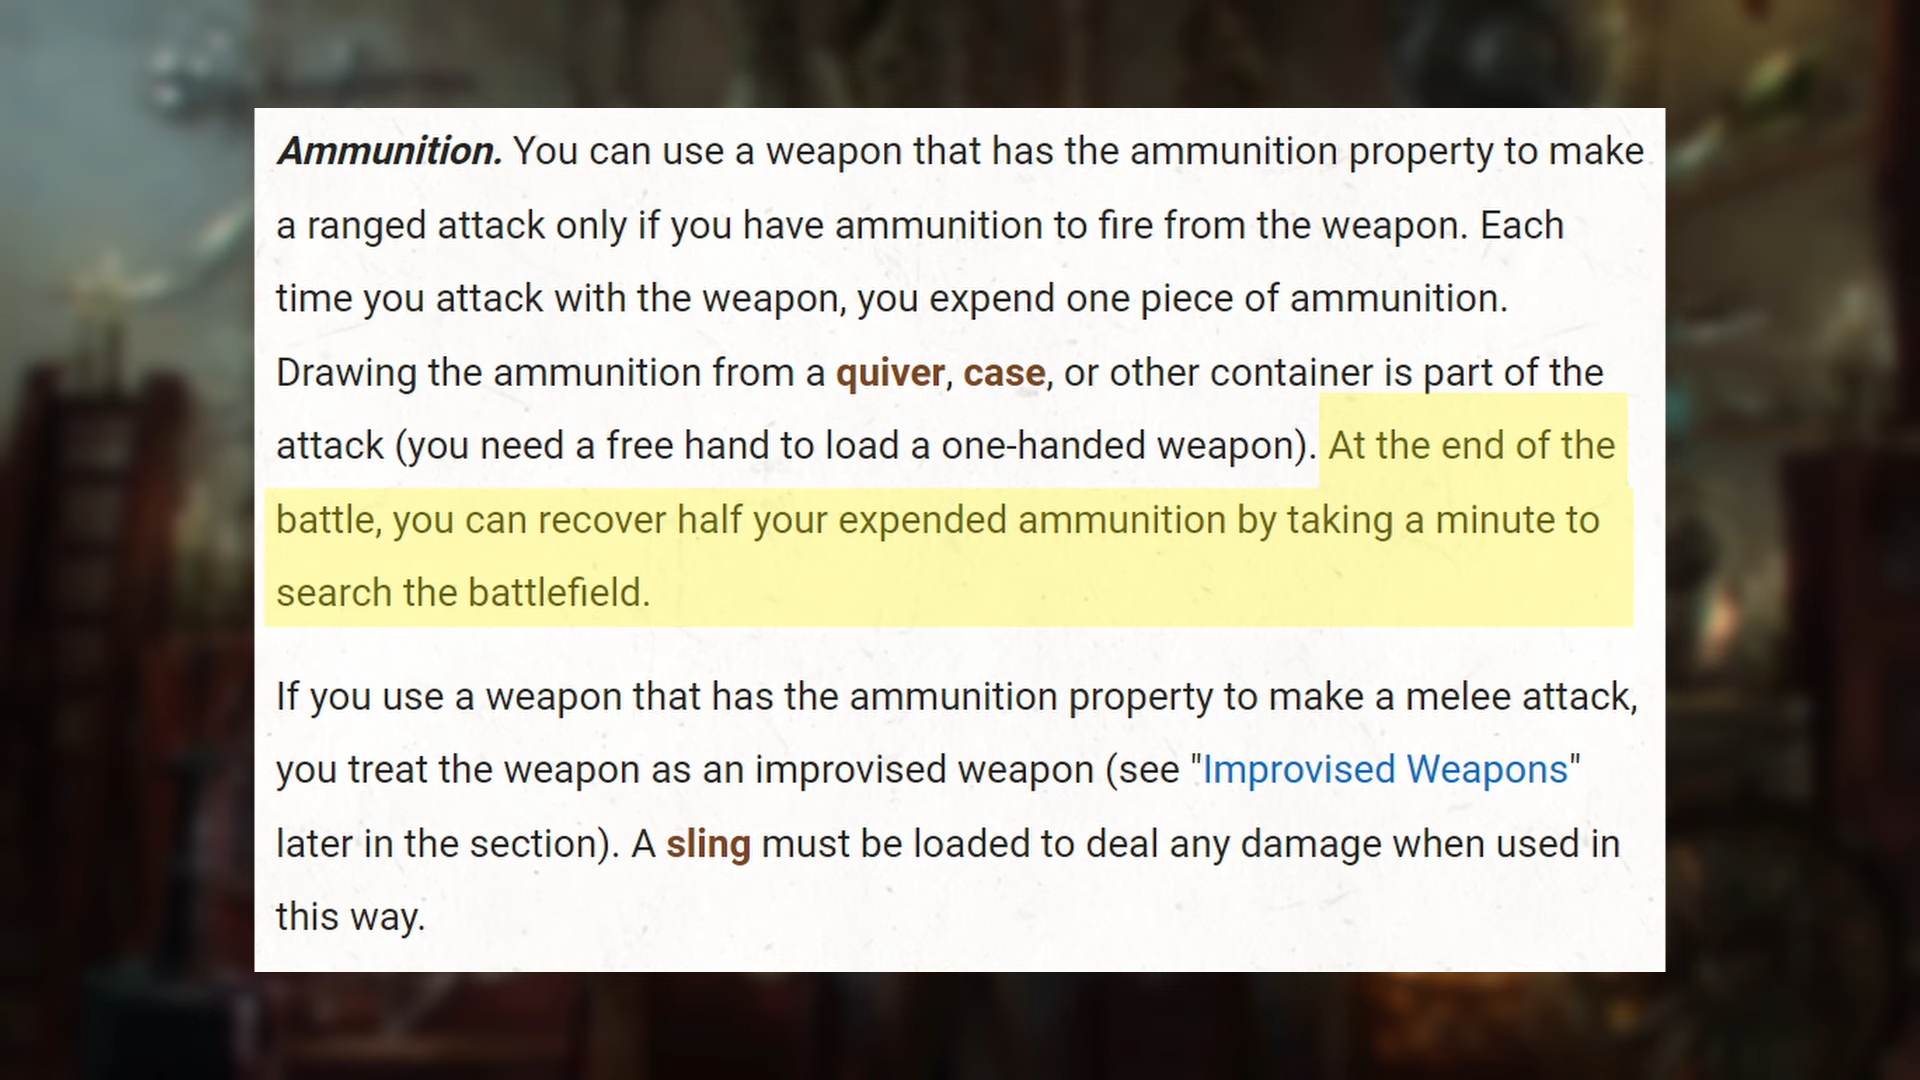 Ammunition. You can use a weapon that has the ammunition property to make
a ranged attack only if you have ammunition to fire from the weapon. Each
time you attack with the weapon, you expend one piece of ammunition.
Drawing the ammunition from a quiver, case, or other container is part of the
attack (you need a free hand to load a one-handed weapon). At the end of the
battle, you can recover half your expended ammunition by taking a minute to
search the battlefield.
If you use a weapon that has the ammunition property to make a melee attack,
you treat the weapon as an improvised weapon (see "Improvised Weapons"
later in the section). A sling must be loaded to deal any damage when used in
this way.